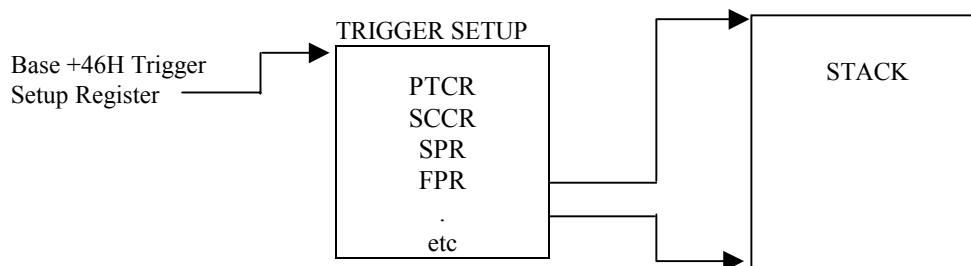 TRIGGER SETUP
Base +46H Trigger
Setup Register
PTCR
SCCR
SPR
FPR
.
etc
STACK